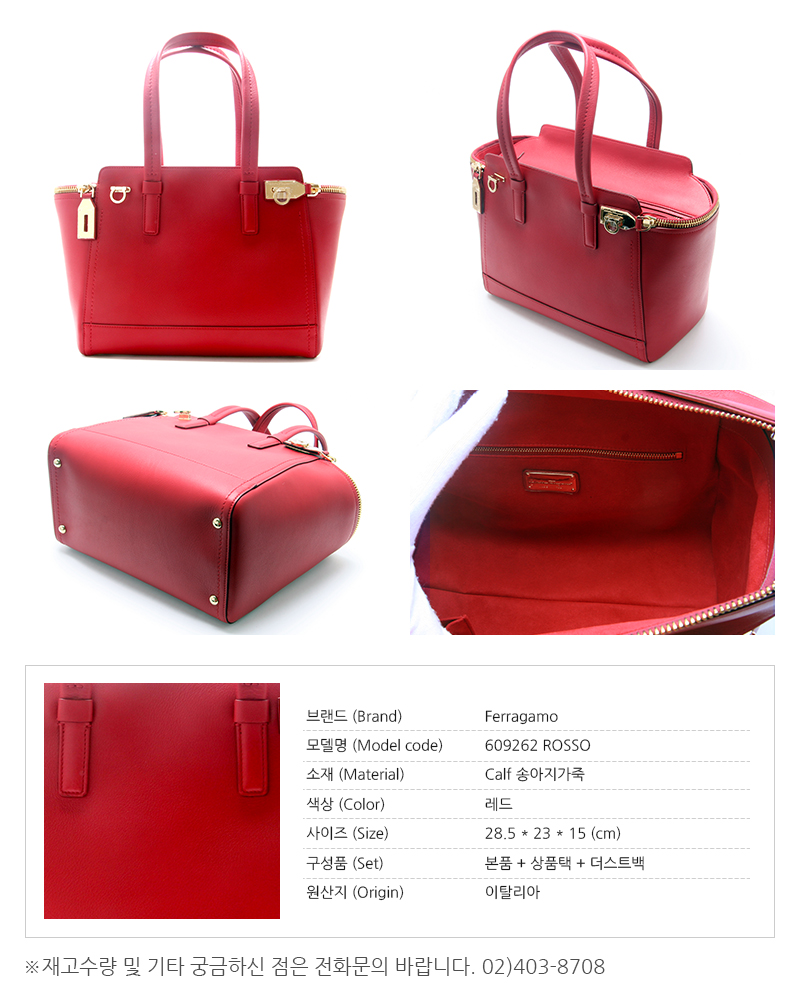 브랜드 (Brand) Ferragamo
모델명 (Model code) 609262 ROSSO
소재 (Material) Calf 송아지가죽
색상 (Color) 레드
사이즈 (Size) 28.5 * 23 * 15 (cm)
구성품 (Set) 본품 + 상품택 + 더스트백
원산지 (Origin) 이탈리아
※재고수량 및 기타 궁금하신 점은 전화문의 바랍니다. 02)403-8708